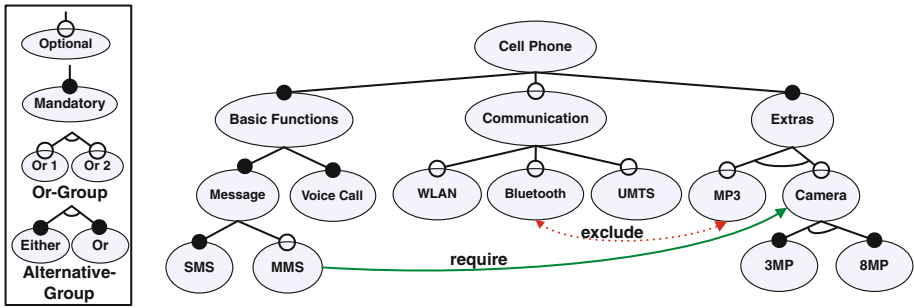 Optional
Mandatory
Or 1 Or 2
Or-Group
Either Or
Alternative-
Group
Cell Phone
Basic Functions Communication Extras
Message Voice Call WLAN Bluetooth UMTS MP3 Camera
exclude
require
SMS MMS 3MP 8MP